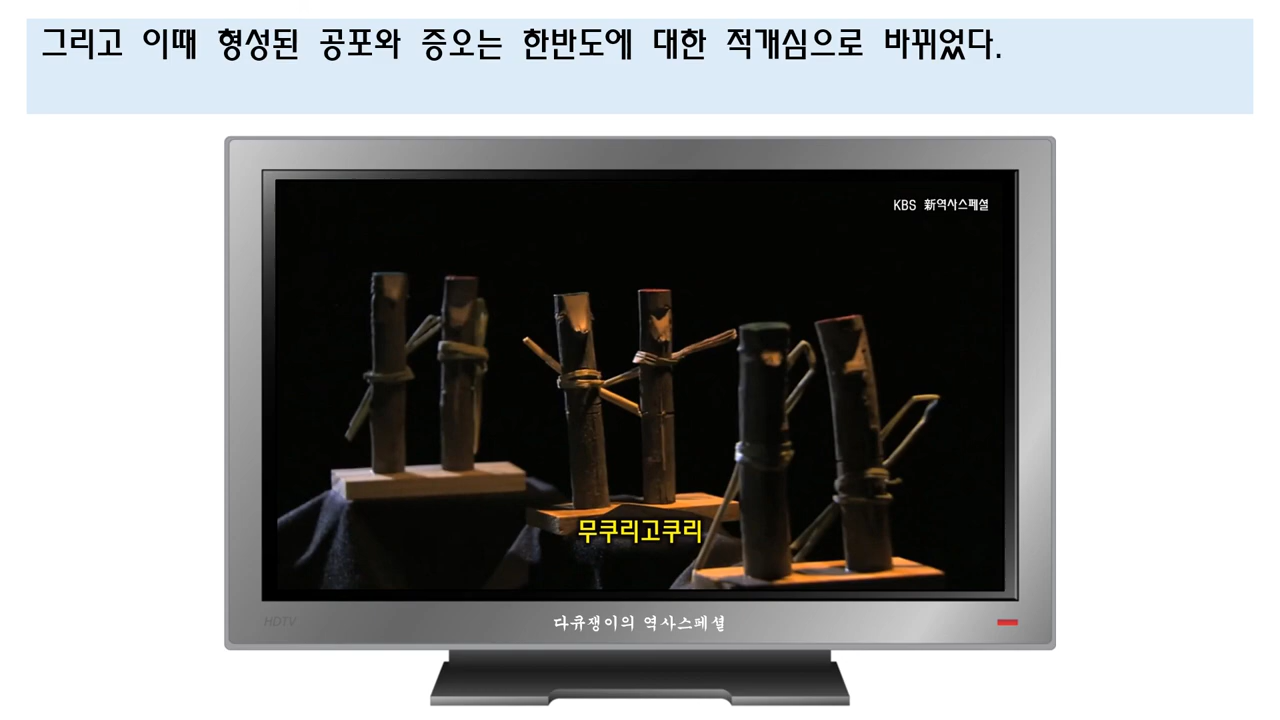 그리고 이때 형성된 공포와 증오는 한반도에 대한 적개심으로 바뀌었다.
KBS 新역사스페셜
무쿠리고쿠리
HDTV
다큐쟁이의 역사스페셜